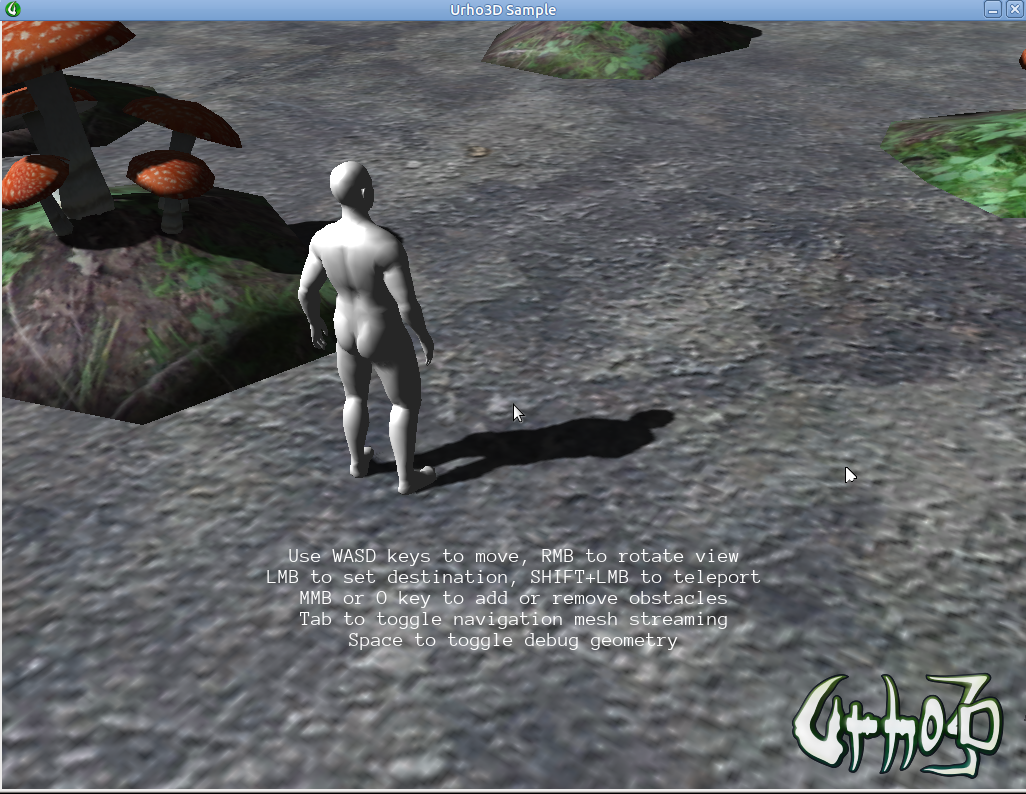 Urho3D Sample
Use WASD keys to move, RMB to rotate view
LMB to set destination, SHIFT+LMB to teleport
MMB or O key to add or remove obstacles
Tab to toggle navigation mesh streaming
Space to toggle debug geometry
Urho3D